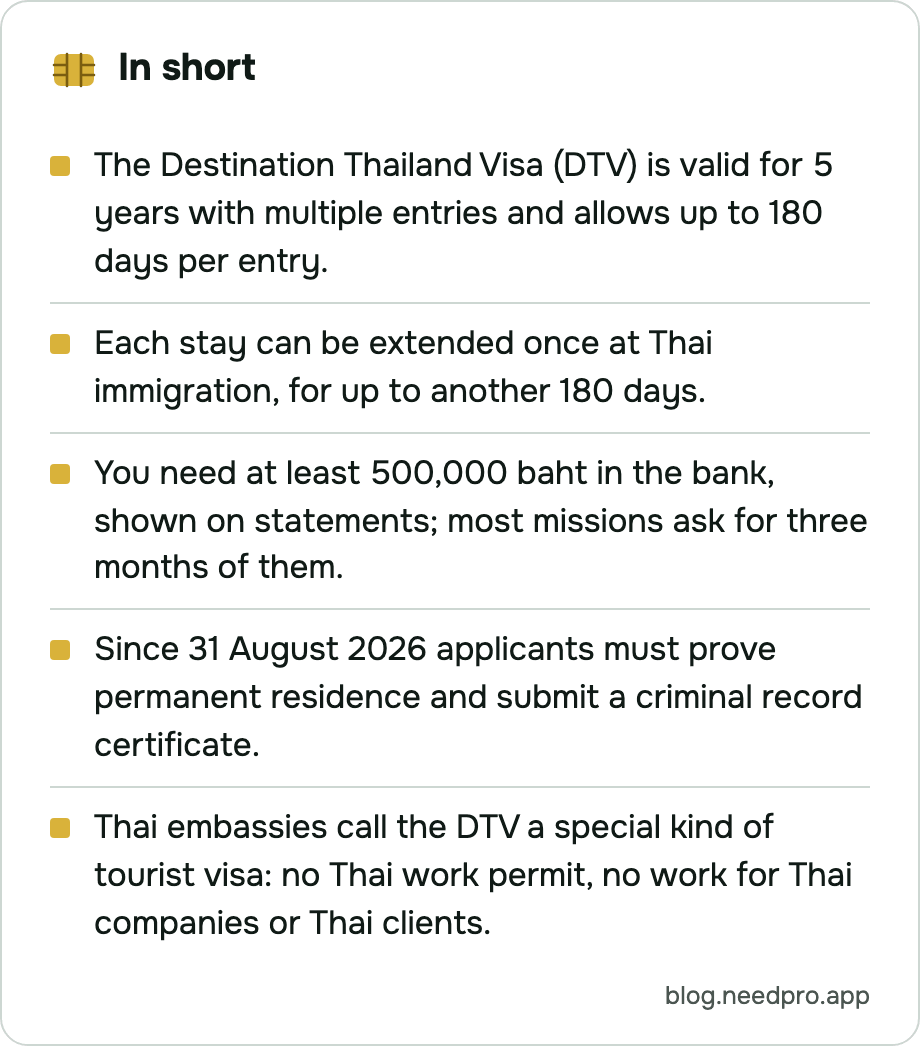 In short
The Destination Thailand Visa (DTV) is valid for 5
years with multiple entries and allows up to 180
days per entry.
Each stay can be extended once at Thai
immigration, for up to another 180 days.
You need at least 500,000 baht in the bank,
shown on statements; most missions ask for three
months of them.
Since 31 August 2026 applicants must prove
permanent residence and submit a criminal record
certificate.
Thai embassies call the DTV a special kind of
tourist visa: no Thai work permit, no work for Thai
companies or Thai clients.
blog.needpro.app